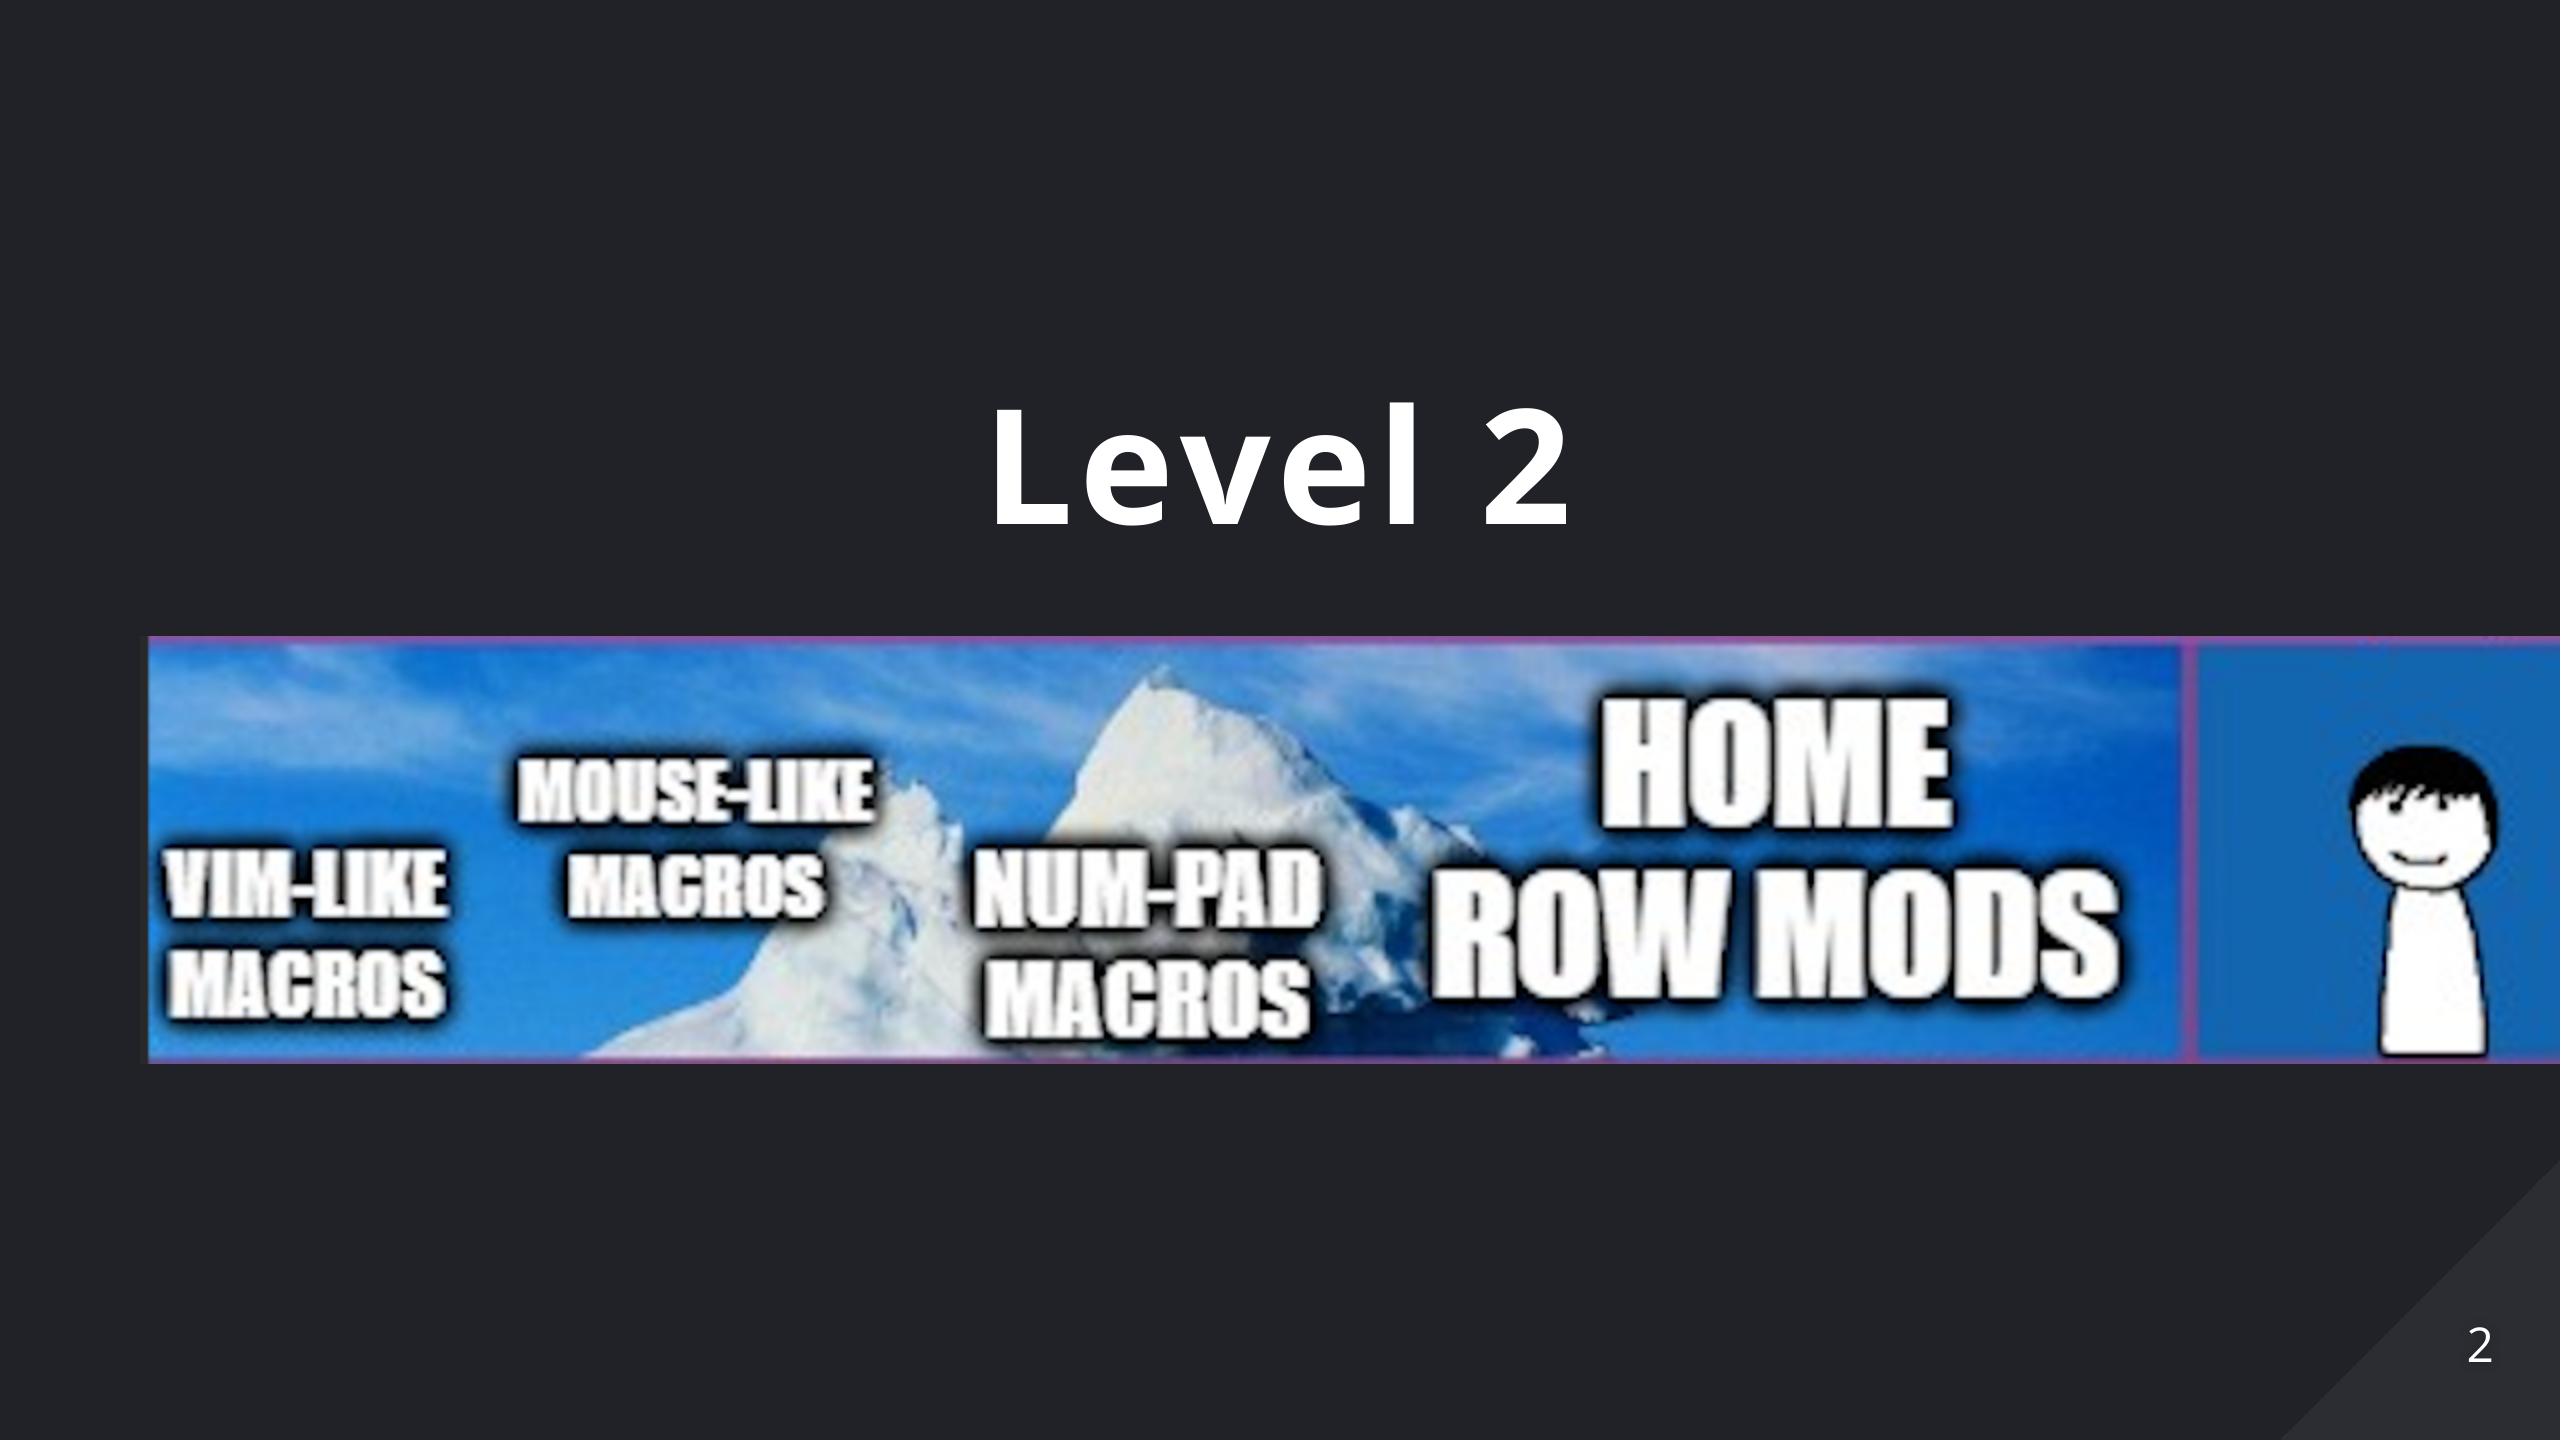 Level 2
VIM-LIKE
MACROS
MOUSE-LIKE
MACROS
NUM-PAD
MACROS
HOME
ROW MODS
2